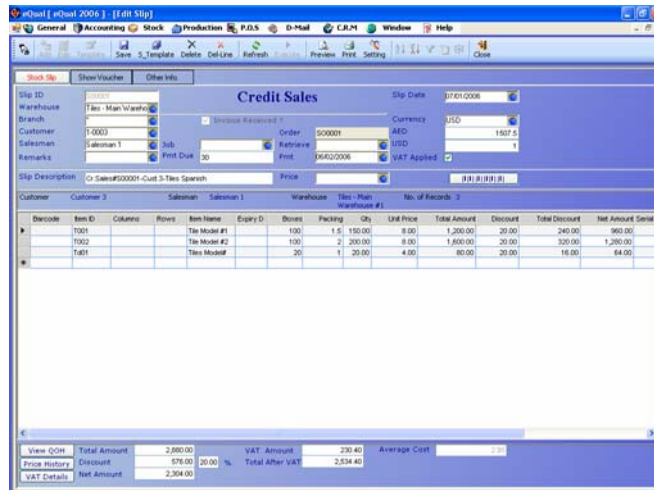 eQual [ eQual 2006 ] - [Edit Slip]
General Accounting Stock Production P.O.S D-Mail C.R.M Window Help
Save S_Template Delete Del-Line Refresh Preview Print Setting Close
Stock Slip Show Voucher Other Info.
Slip ID S00001 Credit Sales Slip Date 07/01/2006
Warehouse Tiles - Main Wareho
Branch * Invoice Received ? Currency USD
Customer 1-0003 Order SO0001 AED 1507.5
Salesman Salesman 1 Job Retrieve USD 1
Remarks Pmt Due 30 Pmt 06/02/2006 VAT Applied
Slip Description Cr.Sales#S00001-Cust 3-Tiles Spanish Price
Customer Customer 3 Salesman Salesman 1 Warehouse Tiles - Main Warehouse #1 No. of Records 3
Barcode Item ID Columns Rows Item Name Expiry D Boxes Packing Qty Unit Price Total Amount Discount Total Discount Net Amount Serial
T001 Tile Model #1 100 1.5 150.00 8.00 1,200.00 20.00 240.00 960.00
T002 Tile Model #2 100 2 200.00 8.00 1,600.00 20.00 320.00 1,280.00
Td01 Tiles Model# 20 1 20.00 4.00 80.00 20.00 16.00 64.00
View QOH Total Amount 2,880.00 VAT Amount 230.40 Average Cost
Price History Discount 576.00 20.00 % Total After VAT 2,534.40
VAT Details Net Amount 2,304.00